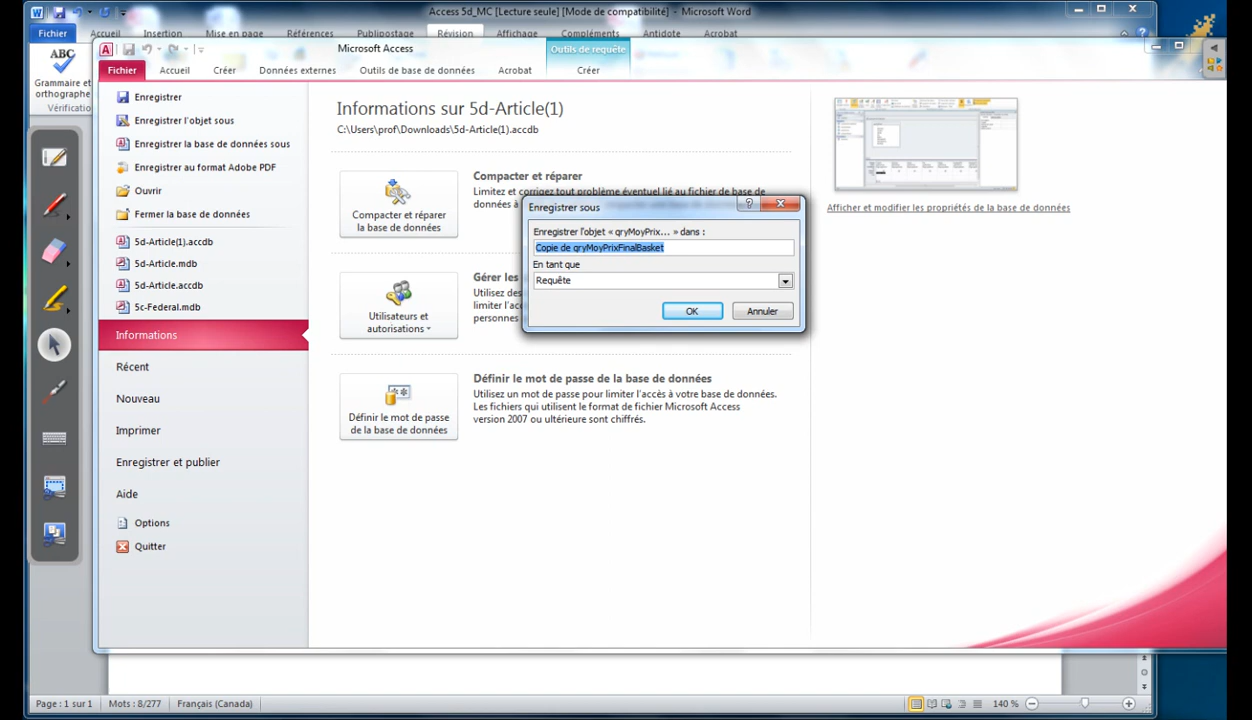 Access 5d_MC [Lecture seule] [Mode de compatibilité] - Microsoft Word
Fichier Accueil Insertion Mise en page Références Publipostage Révision Affichage Compléments Antidote Acrobat
Microsoft Access
Outils de requête
Fichier Accueil Créer Données externes Outils de base de données Acrobat Créer
ABC
Grammaire et
orthographe
Vérificatio
Enregistrer
Enregistrer l'objet sous
Enregistrer la base de données sous
Enregistrer au format Adobe PDF
Ouvrir
Fermer la base de données
5d-Article(1).accdb
5d-Article.mdb
5d-Article.accdb
5c-Federal.mdb
Informations
Récent
Nouveau
Imprimer
Enregistrer et publier
Aide
Options
Quitter
Informations sur 5d-Article(1)
C:\Users\prof\Downloads\5d-Article(1).accdb
Compacter et réparer
la base de données
Compacter et réparer
Limitez et corrigez tout problème éventuel lié au fichier de base de
données à
Utilisateurs et
autorisations
Gérer les
Utilisez des
limiter l'acc
personnes
Définir le mot de passe
de la base de données
Définir le mot de passe de la base de données
Utilisez un mot de passe pour limiter l'accès à votre base de données.
Les fichiers qui utilisent le format de fichier Microsoft Access
version 2007 ou ultérieure sont chiffrés.
Enregistrer sous
Enregistrer l'objet « qryMoyPrix... » dans :
Copie de qryMoyPrixFinalBasket
En tant que
Requête
OK Annuler
Afficher et modifier les propriétés de la base de données
Page : 1 sur 1 Mots : 8/277 Français (Canada) 140 %